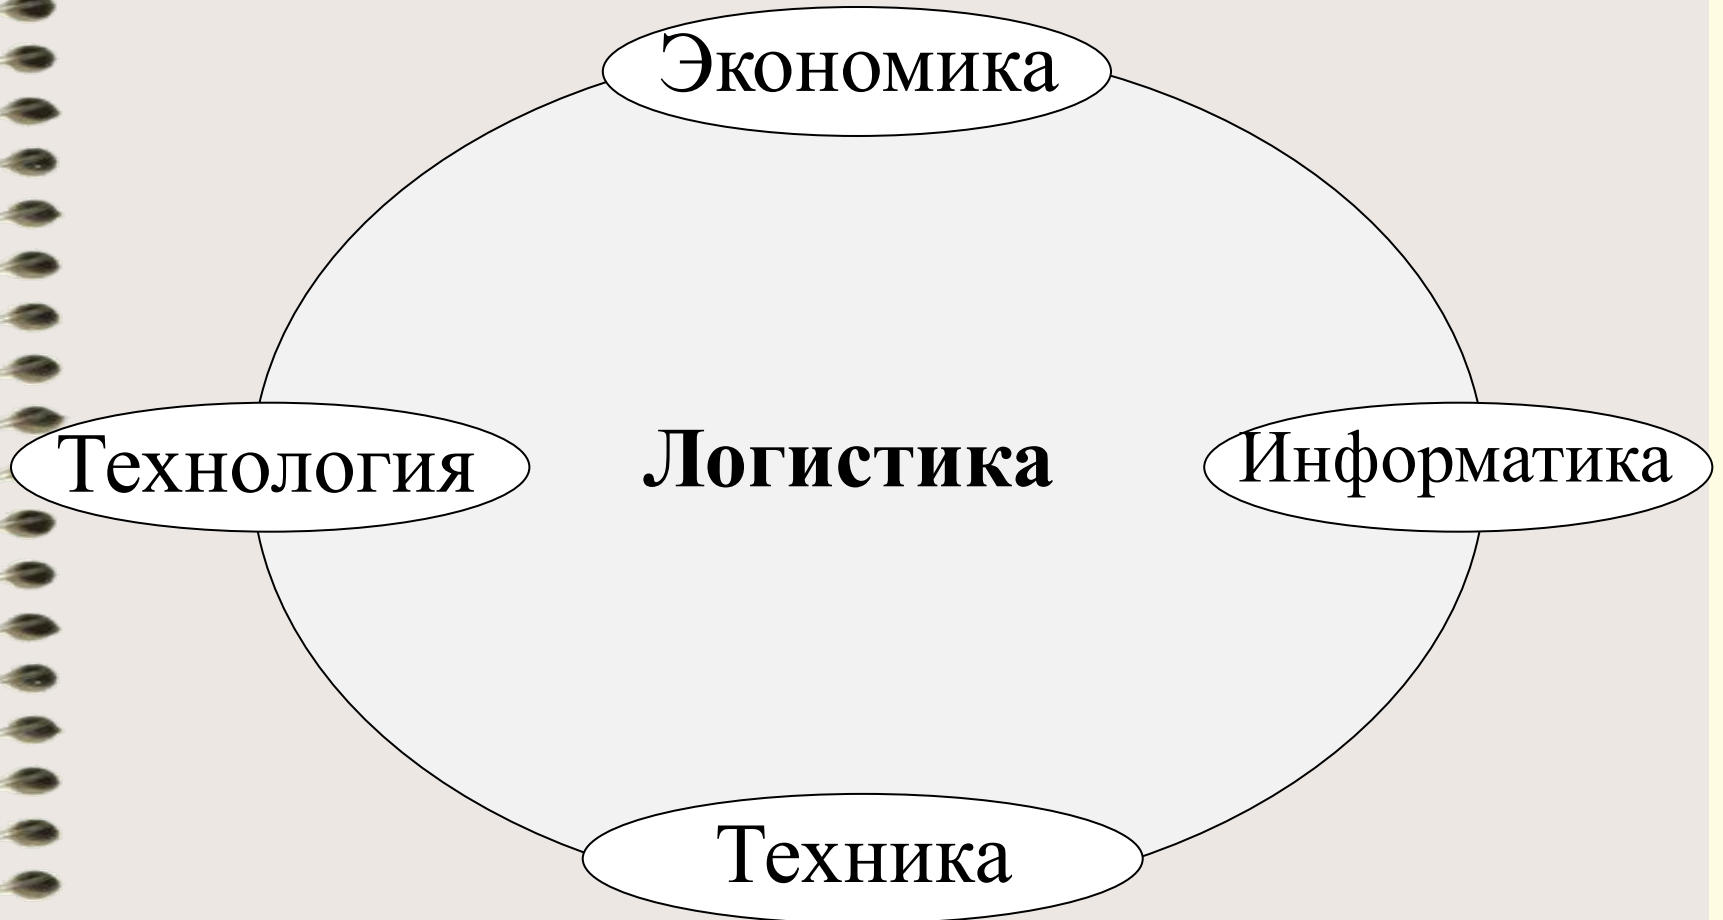 Экономика
Технология
Логистика
Информатика
Техника